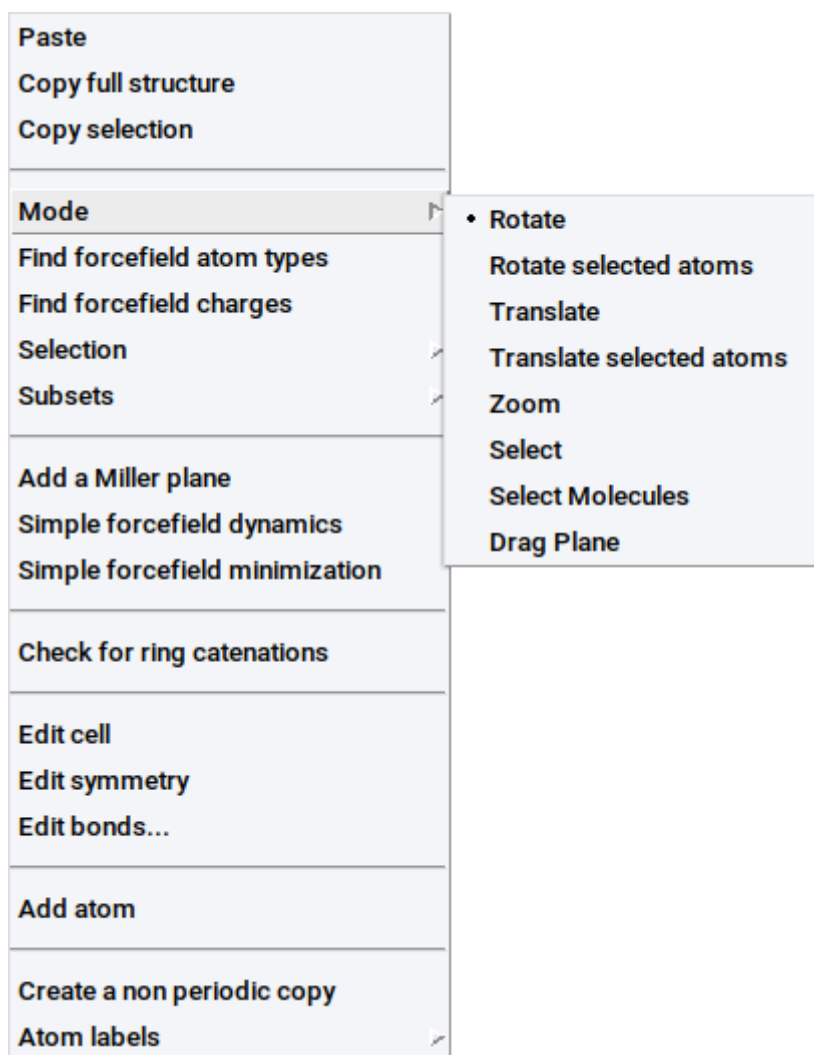 Paste
Copy full structure
Copy selection
Mode
Find forcefield atom types
Find forcefield charges
Selection
Subsets
Add a Miller plane
Simple forcefield dynamics
Simple forcefield minimization
Check for ring catenations
Edit cell
Edit symmetry
Edit bonds...
Add atom
Create a non periodic copy
Atom labels
• Rotate
Rotate selected atoms
Translate
Translate selected atoms
Zoom
Select
Select Molecules
Drag Plane